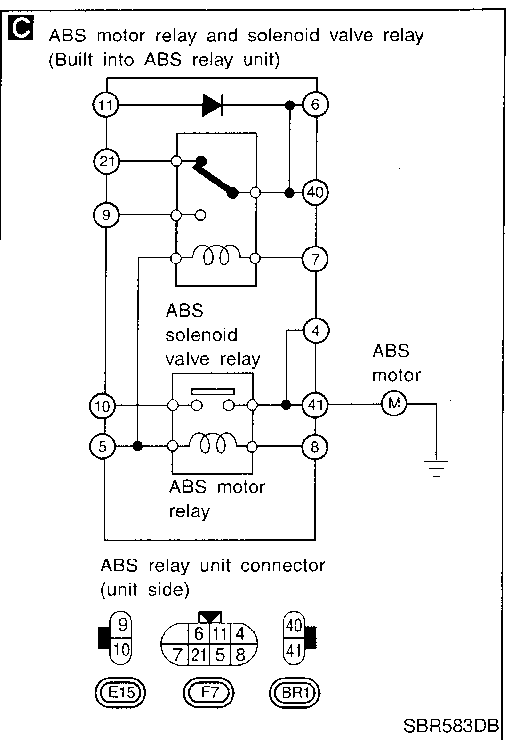 C ABS motor relay and solenoid valve relay
(Built into ABS relay unit)
11
6
21
40
9
7
ABS
solenoid
valve relay
4
ABS
motor
10
41
M
5
8
ABS motor
relay
ABS relay unit connector
(unit side)
9
10
6 11 4
7 21 5 8
40
41
E15
F7
BR1
SBR583DB